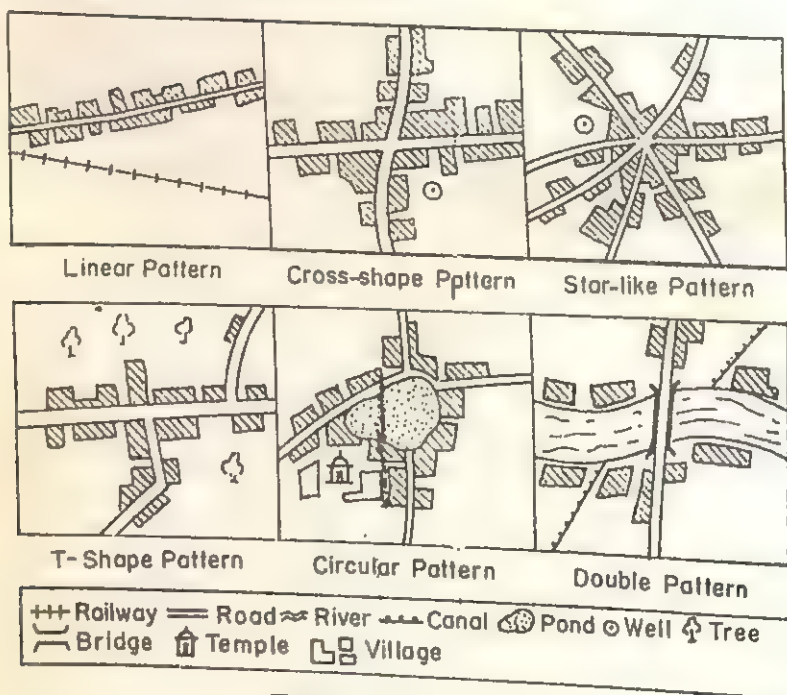 Linear Pattern
Cross-shape Ppttern
Star-like Pattern
T-Shape Pattern
Circular Pattern
Double Pattern
Railway Road River Canal Pond Well Tree
Bridge Temple Village